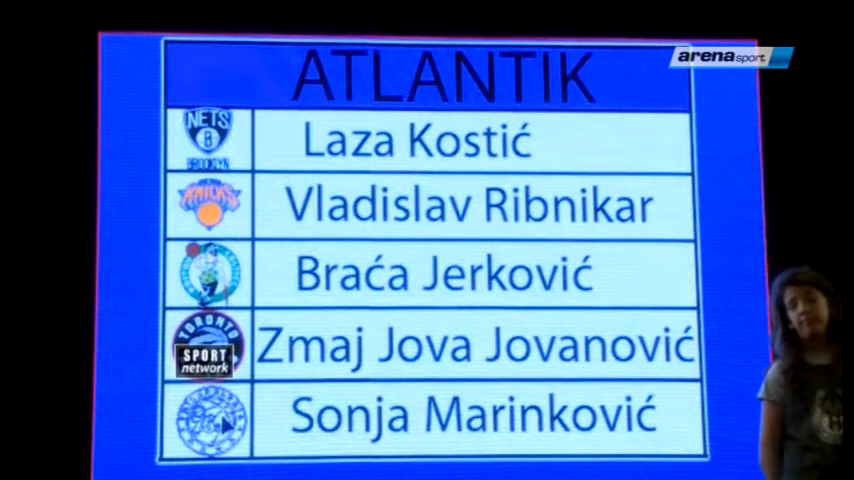 arenasport
ATLANTIK
NETS
B
BROOKLYN
Laza Kostić
KNICKS
Vladislav Ribnikar
Braća Jerković
TORONTO
SPORT
network
Zmaj Jova Jovanović
76
Sonja Marinković